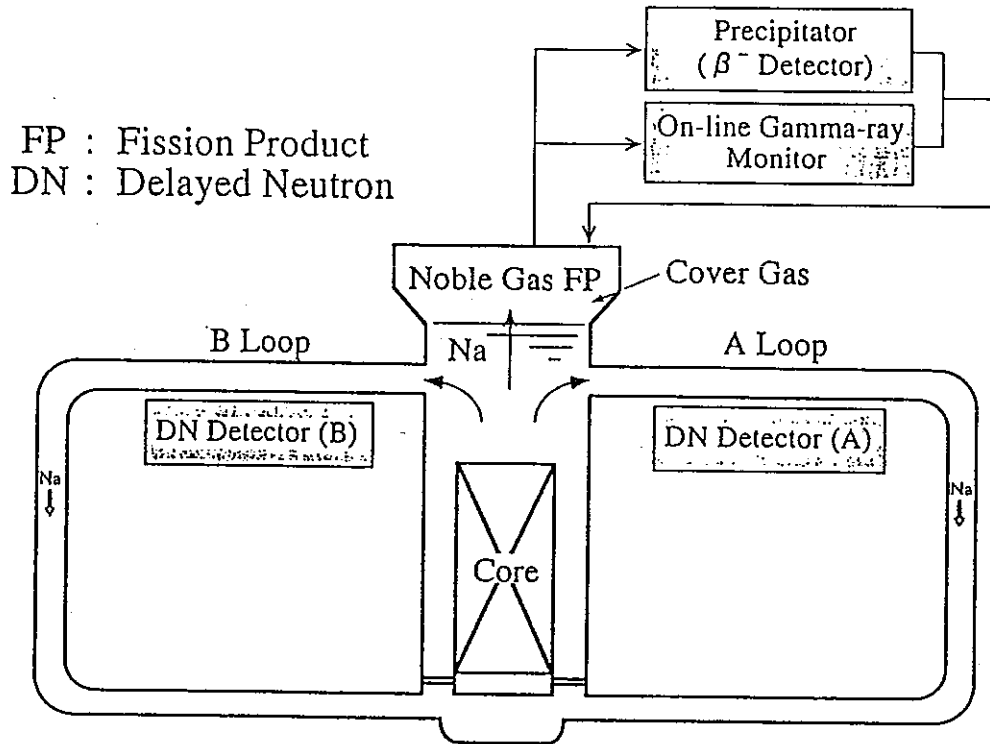 Precipitator
( β⁻ Detector)
On-line Gamma-ray
Monitor
FP : Fission Product
DN : Delayed Neutron
Noble Gas FP
Cover Gas
B Loop
Na
A Loop
DN Detector (B)
DN Detector (A)
Na
Na
Core